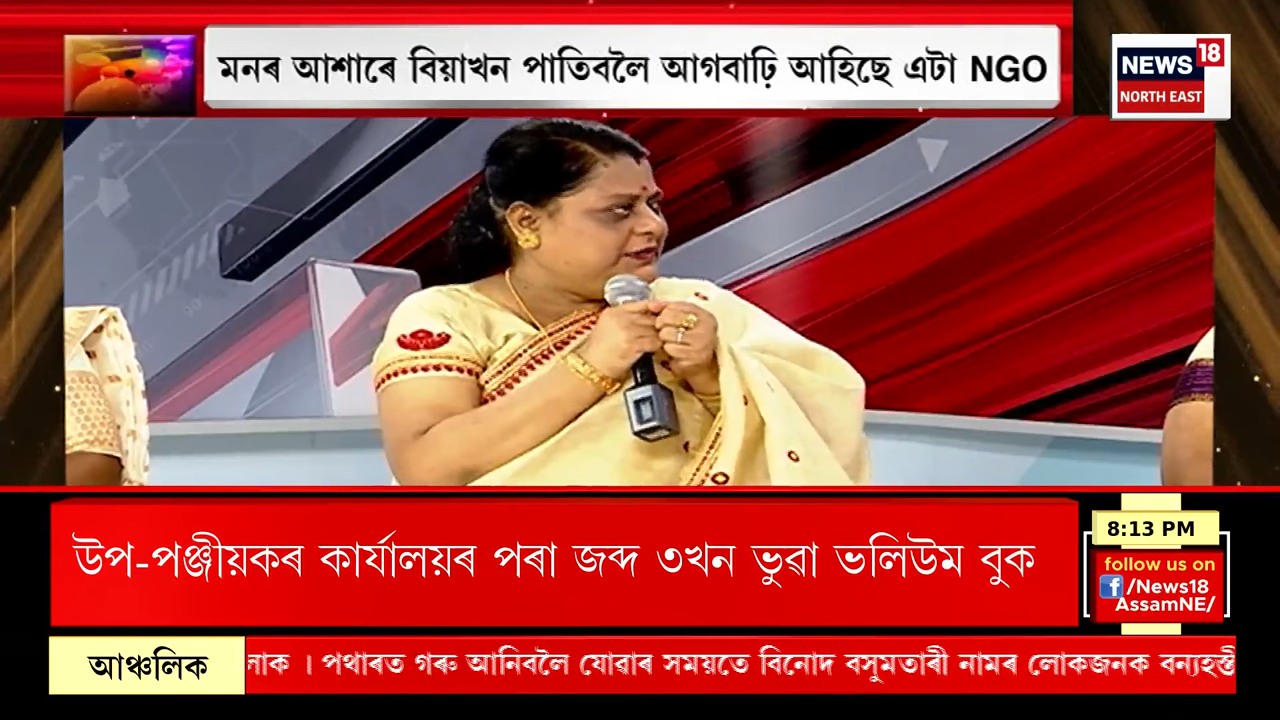 মনৰ আশাৰে বিয়াখন পাতিবলৈ আগবাঢ়ি আহিছে এটা NGO
NEWS 18
NORTH EAST
উপ-পঞ্জীয়কৰ কাৰ্যালয়ৰ পৰা জব্দ ৩খন ভুৱা ভলিউম বুক
8:13 PM
follow us on
f /News18
AssamNE/
আঞ্চলিক
। পথাৰত গৰু আনিবলৈ যোৱাৰ সময়তে বিনোদ বসুমতাৰী নামৰ লোকজনক বন্যহস্তী